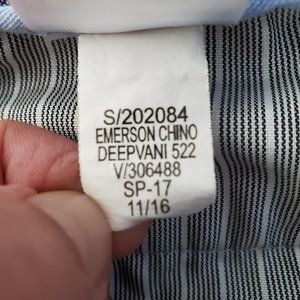 S/202084
EMERSON CHINO
DEEPVANI 522
V/306488
SP-17
11/16